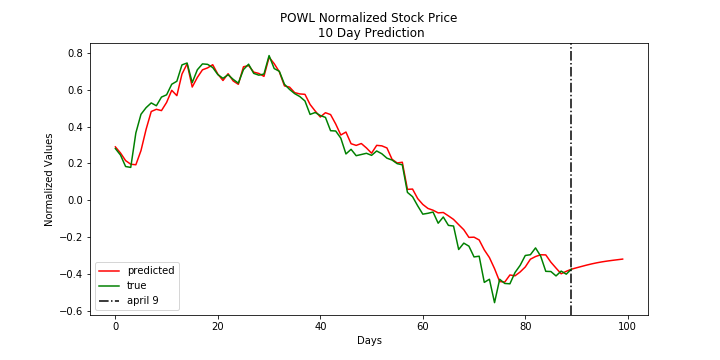 POWL Normalized Stock Price
10 Day Prediction
0.8
0.6
0.4
0.2
0.0
−0.2
−0.4
−0.6
Normalized Values
predicted
true
april 9
0 20 40 60 80 100
Days